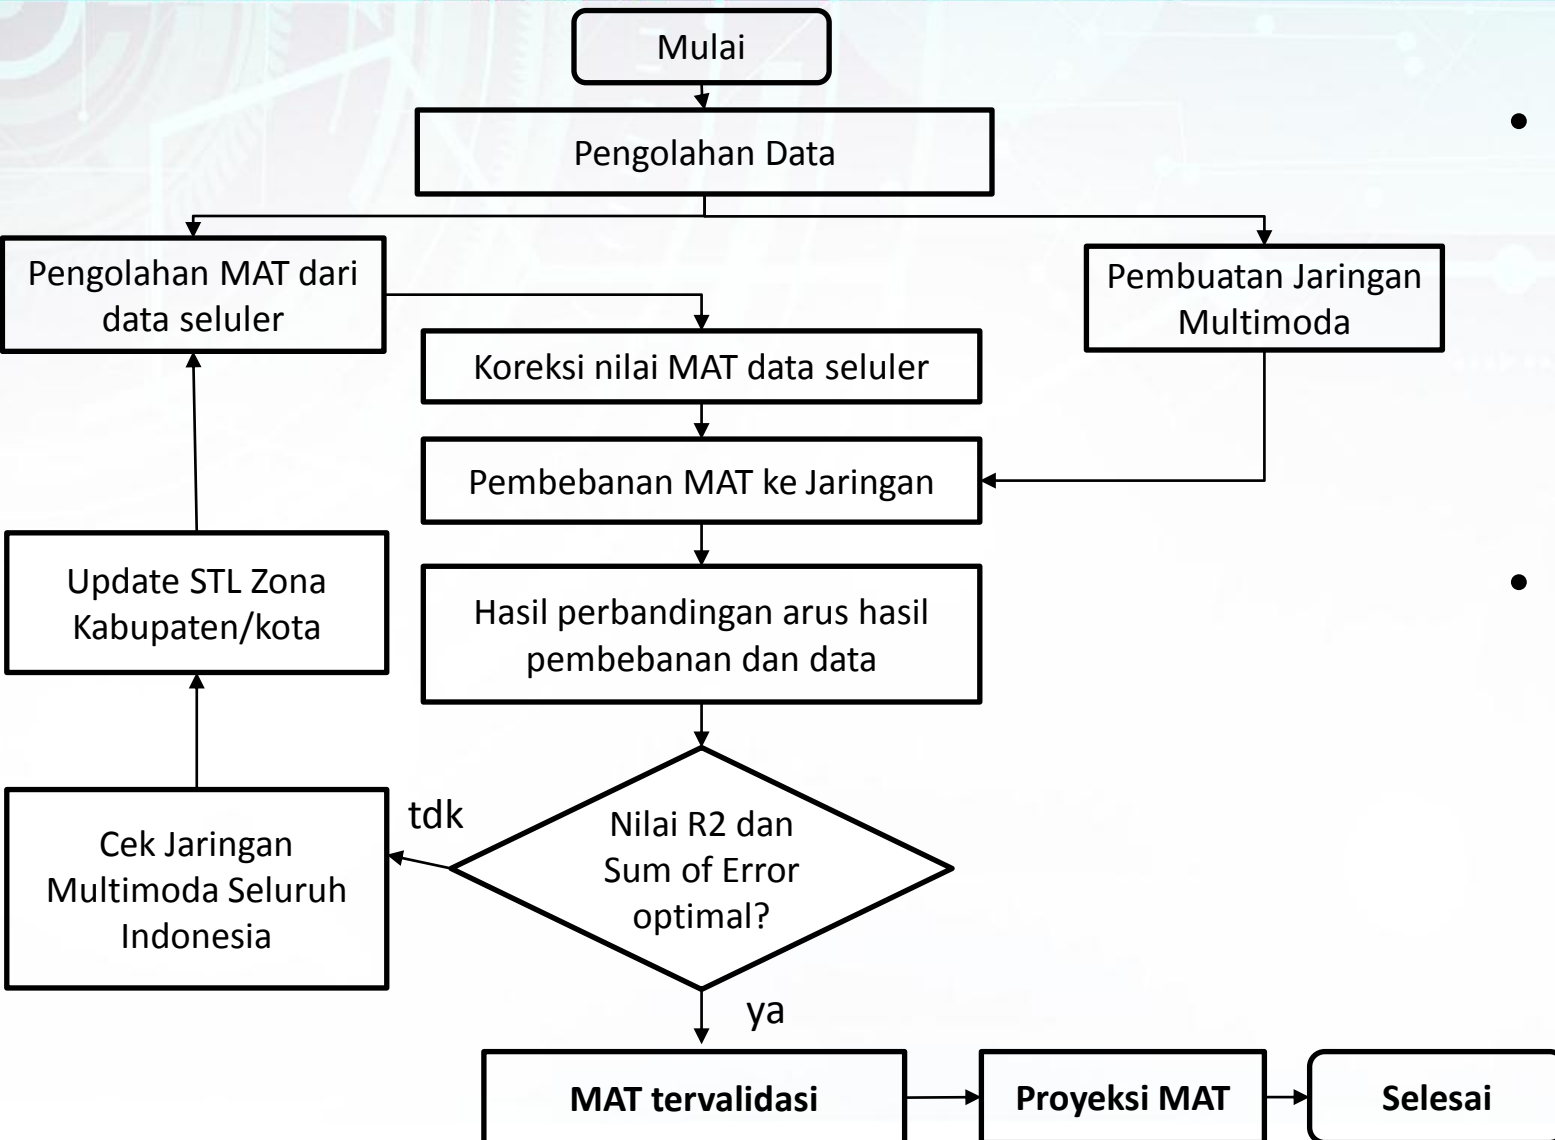 Mulai
Pengolahan Data
Pengolahan MAT dari
data seluler
Pembuatan Jaringan
Multimoda
Koreksi nilai MAT data seluler
Pembebanan MAT ke Jaringan
Update STL Zona
Kabupaten/kota
Hasil perbandingan arus hasil
pembebanan dan data
Cek Jaringan
Multimoda Seluruh
Indonesia
tdk
Nilai R2 dan
Sum of Error
optimal?
ya
MAT tervalidasi
Proyeksi MAT
Selesai